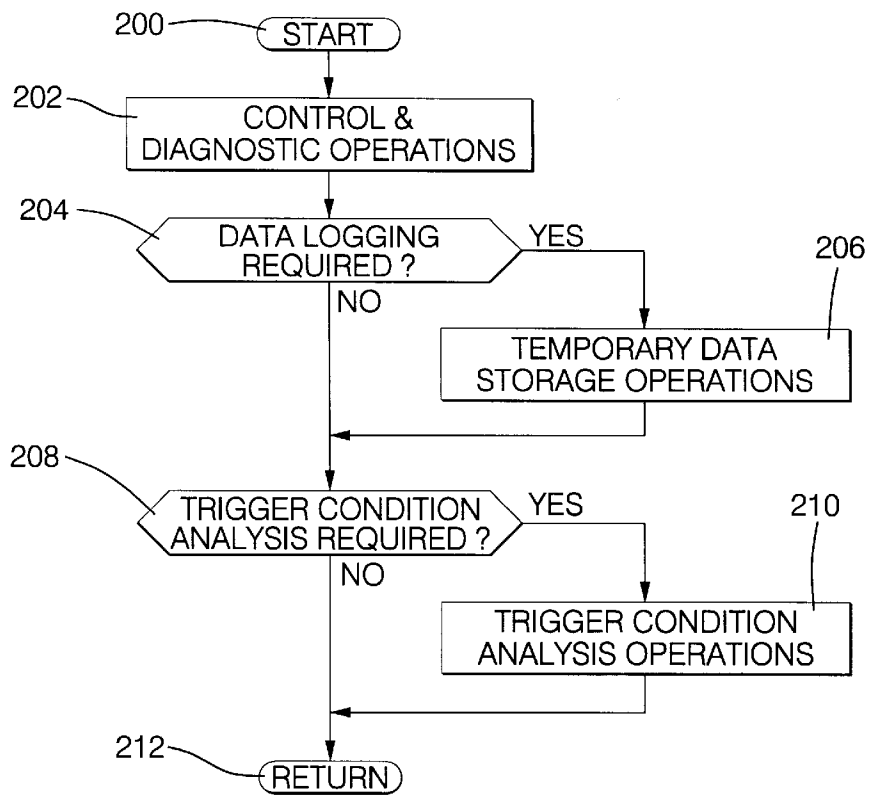 200
START
202
CONTROL &
DIAGNOSTIC OPERATIONS
204
DATA LOGGING
REQUIRED ?
YES
NO
206
TEMPORARY DATA
STORAGE OPERATIONS
208
TRIGGER CONDITION
ANALYSIS REQUIRED ?
YES
NO
210
TRIGGER CONDITION
ANALYSIS OPERATIONS
212
RETURN